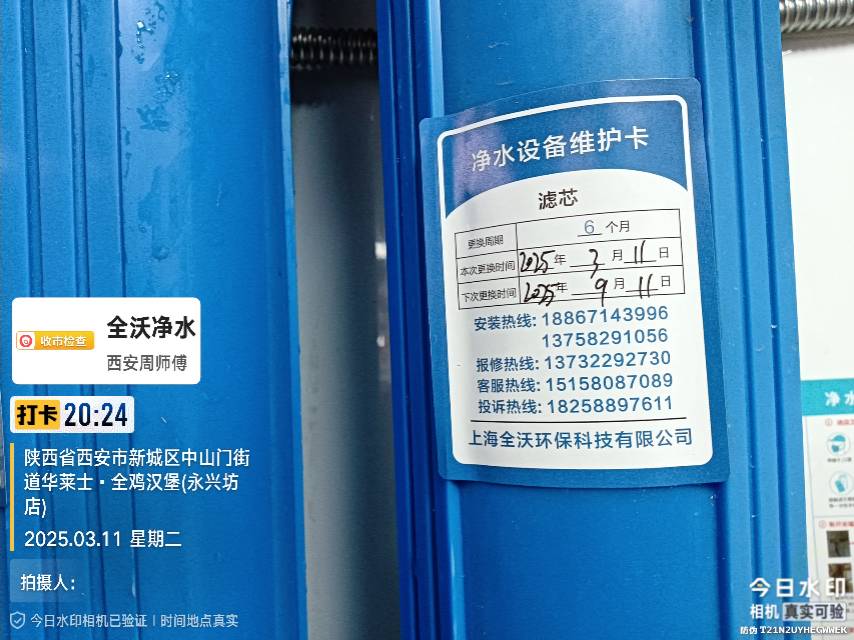 净水设备维护卡
滤芯
更换周期 6 个月
本次更换时间 2025 年 3 月 11 日
下次更换时间 2025 年 9 月 11 日
安装热线: 18867143996
13758291056
报修热线: 13732292730
客服热线: 15158087089
投诉热线: 18258897611
上海全沃环保科技有限公司
净水
收市检查
全沃净水
西安周师傅
打卡 20:24
陕西省西安市新城区中山门街
道华莱士·全鸡汉堡(永兴坊
店)
2025.03.11 星期二
拍摄人:
今日水印相机已验证 | 时间地点真实
今日水印
相机 真实可验
防伪 T21N2UYHEGWWEK